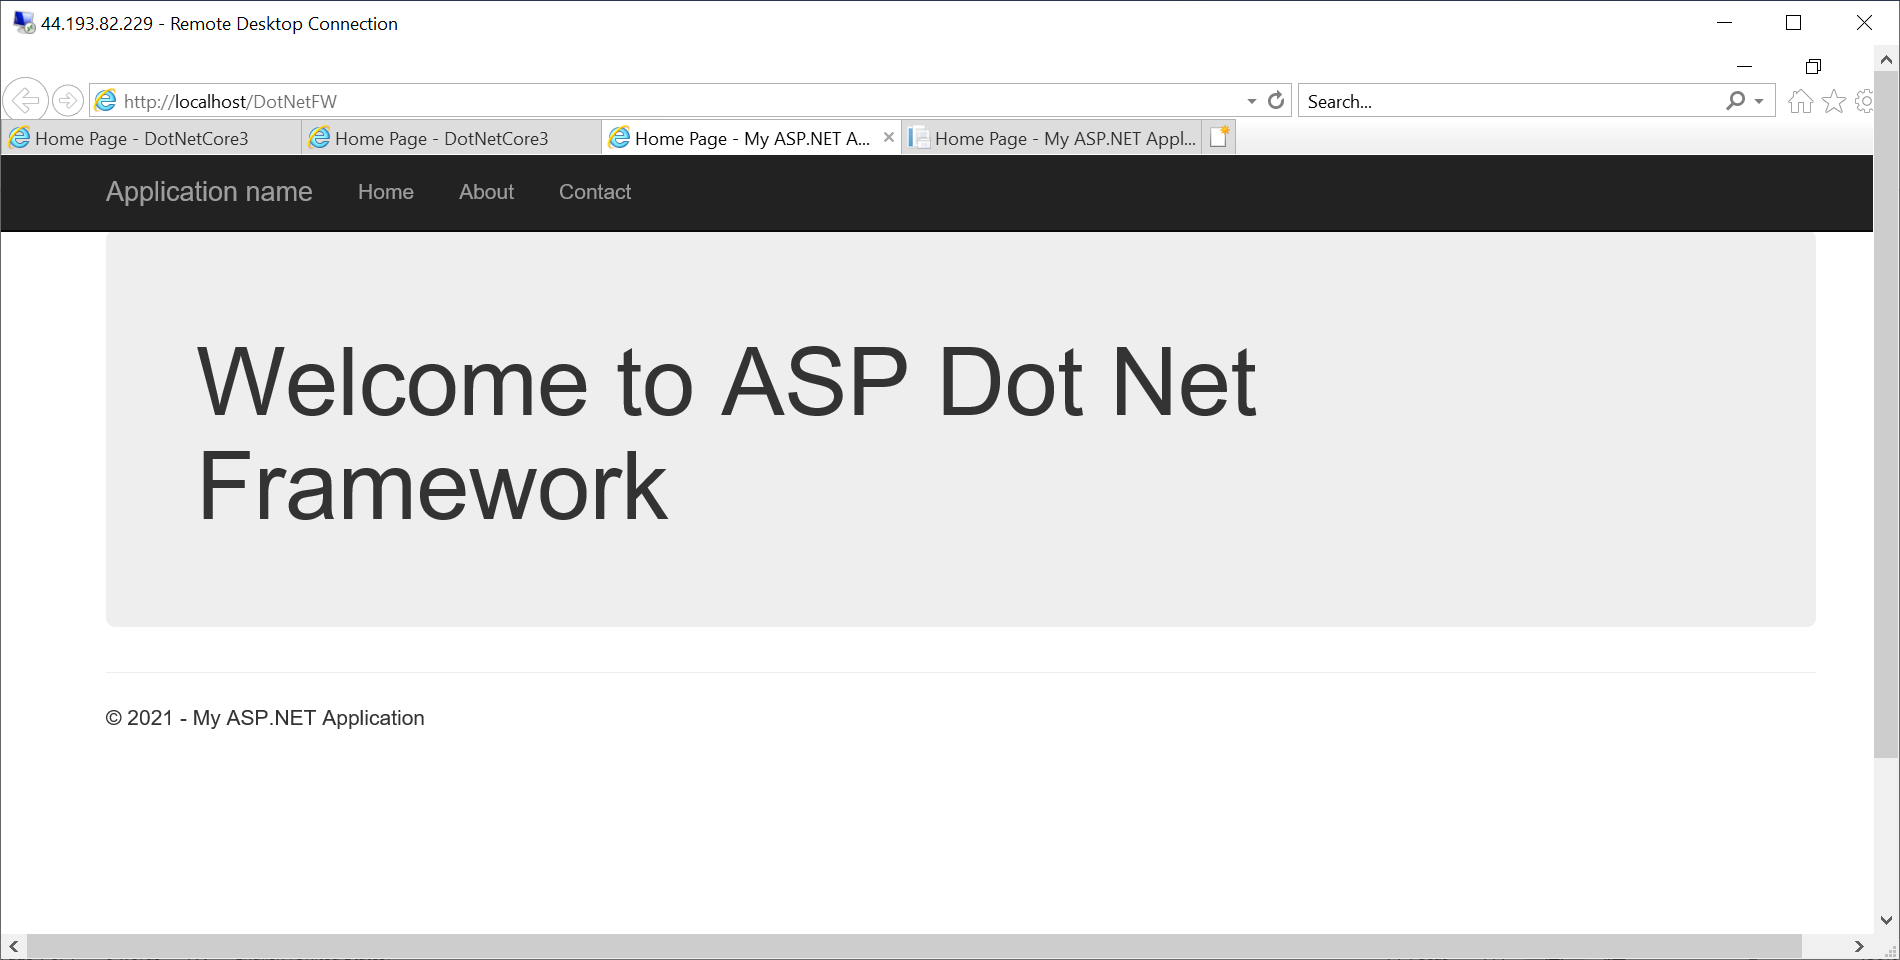 44.193.82.229 - Remote Desktop Connection
http://localhost/DotNetFW
Search...
Home Page - DotNetCore3
Home Page - DotNetCore3
Home Page - My ASP.NET A...
Home Page - My ASP.NET Appl...
Application name
Home
About
Contact
Welcome to ASP Dot Net
Framework
© 2021 - My ASP.NET Application